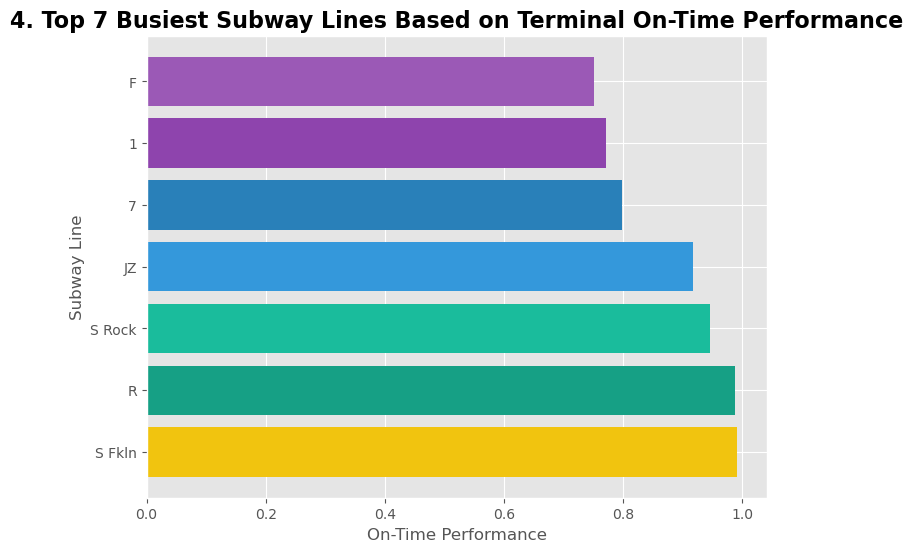 4. Top 7 Busiest Subway Lines Based on Terminal On-Time Performance
Subway Line
F
1
7
JZ
S Rock
R
S Fkln
0.0 0.2 0.4 0.6 0.8 1.0
On-Time Performance